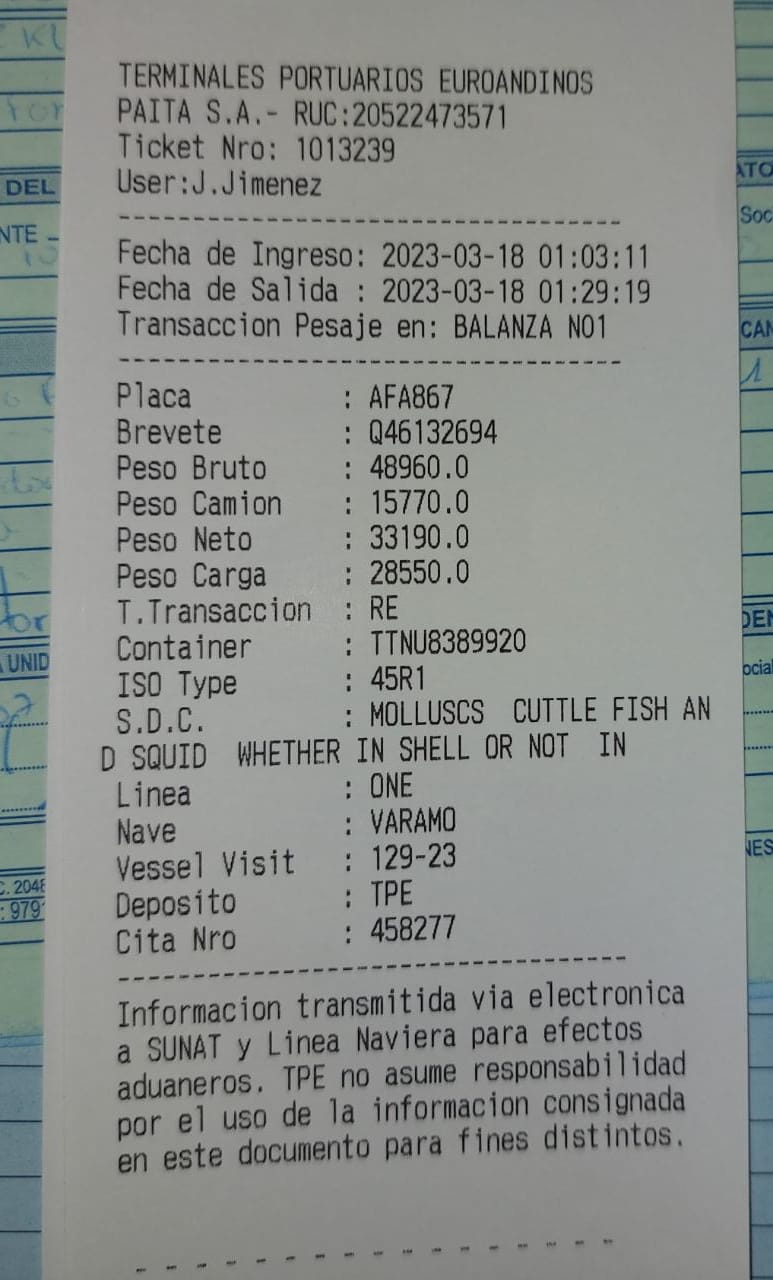 TERMINALES PORTUARIOS EUROANDINOS
PAITA S.A.- RUC:20522473571
Ticket Nro: 1013239
User:J.Jimenez
Fecha de Ingreso: 2023-03-18 01:03:11
Fecha de Salida : 2023-03-18 01:29:19
Transaccion Pesaje en: BALANZA NO1
Placa : AFA867
Brevete : Q46132694
Peso Bruto : 48960.0
Peso Camion : 15770.0
Peso Neto : 33190.0
Peso Carga : 28550.0
T.Transaccion : RE
Container : TTNU8389920
ISO Type : 45R1
S.D.C. : MOLLUSCS CUTTLE FISH AN
D SQUID WHETHER IN SHELL OR NOT IN
Linea : ONE
Nave : VARAMO
Vessel Visit : 129-23
Deposito : TPE
Cita Nro : 458277
Informacion transmitida via electronica
a SUNAT y Linea Naviera para efectos
aduaneros. TPE no asume responsabilidad
por el uso de la informacion consignada
en este documento para fines distintos.
DEL
UNID